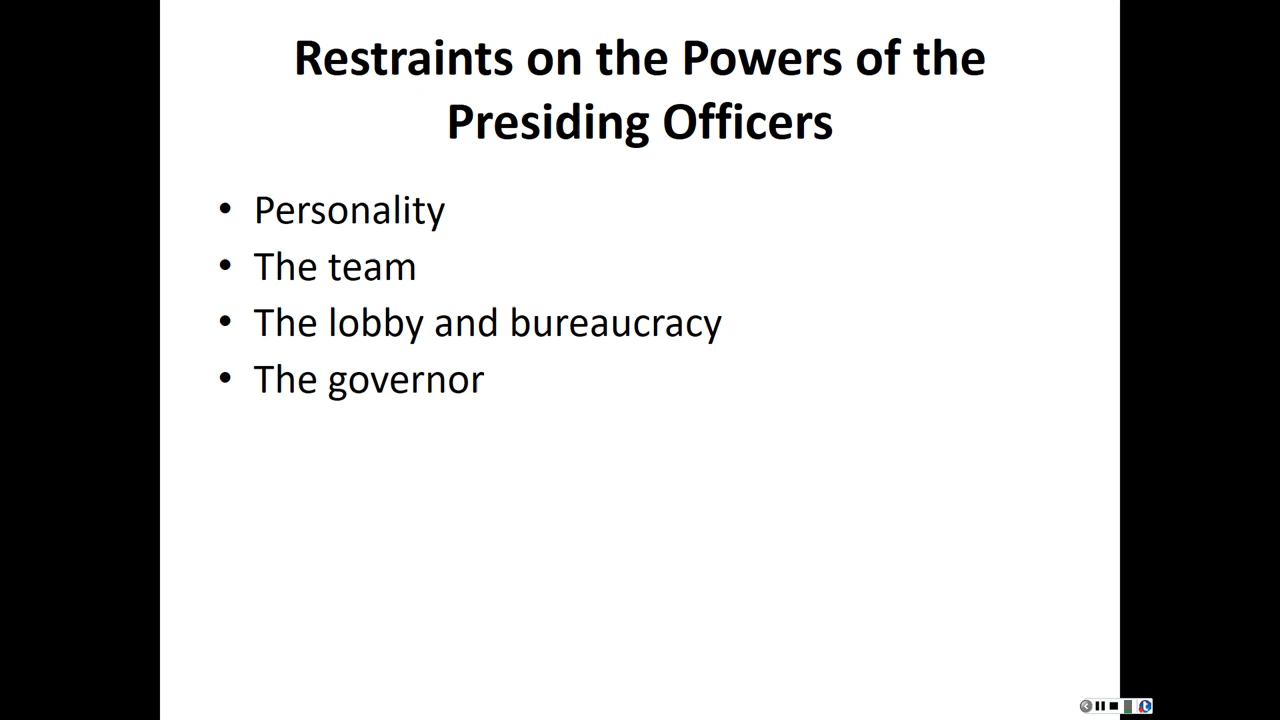 Restraints on the Powers of the
Presiding Officers
• Personality
• The team
• The lobby and bureaucracy
• The governor